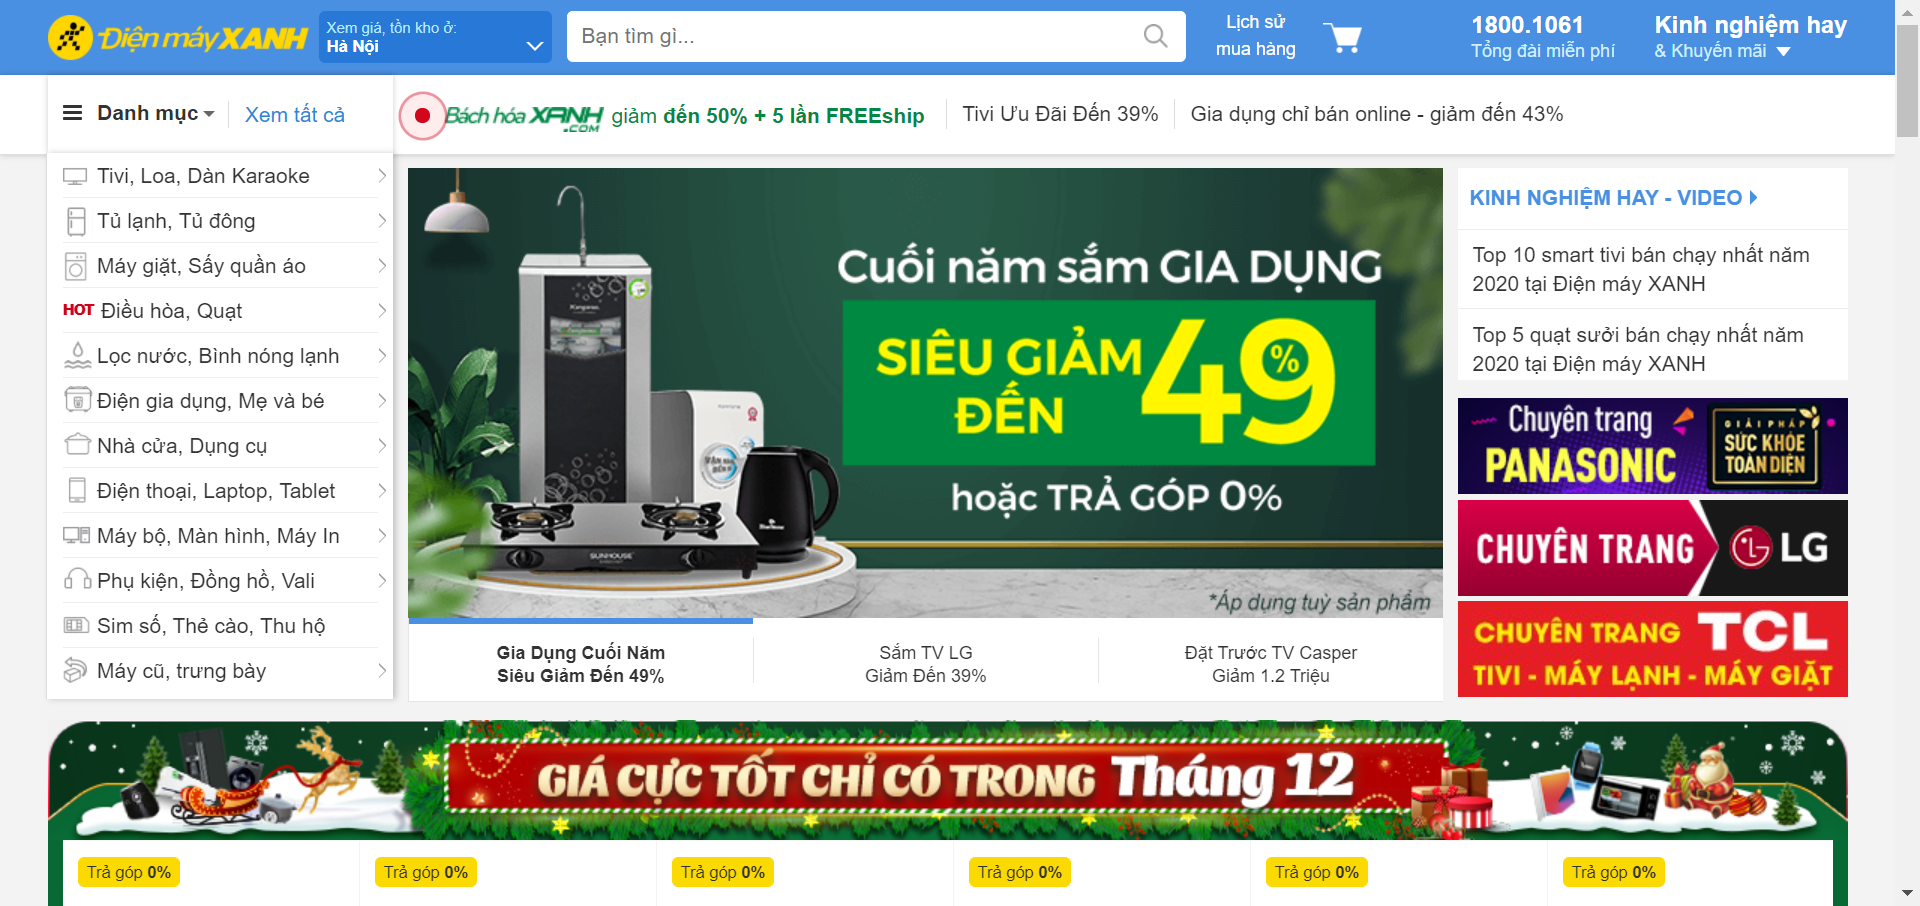 Điện máy XANH
Xem giá, tồn kho ở:
Hà Nội
Bạn tìm gì...
Lịch sử
mua hàng
1800.1061
Tổng đài miễn phí
Kinh nghiệm hay
& Khuyến mãi
Danh mục
Xem tất cả
Bách hóa XANH .COM giảm đến 50% + 5 lần FREEship
Tivi Ưu Đãi Đến 39%
Gia dụng chỉ bán online - giảm đến 43%
Tivi, Loa, Dàn Karaoke
Tủ lạnh, Tủ đông
Máy giặt, Sấy quần áo
HOT Điều hòa, Quạt
Lọc nước, Bình nóng lạnh
Điện gia dụng, Mẹ và bé
Nhà cửa, Dụng cụ
Điện thoại, Laptop, Tablet
Máy bộ, Màn hình, Máy In
Phụ kiện, Đồng hồ, Vali
Sim số, Thẻ cào, Thu hộ
Máy cũ, trưng bày
Cuối năm sắm GIA DỤNG
SIÊU GIẢM
ĐẾN
49%
hoặc TRẢ GÓP 0%
SUNHOUSE
*Áp dụng tuỳ sản phẩm
Gia Dụng Cuối Năm
Siêu Giảm Đến 49%
Sắm TV LG
Giảm Đến 39%
Đặt Trước TV Casper
Giảm 1.2 Triệu
KINH NGHIỆM HAY - VIDEO
Top 10 smart tivi bán chạy nhất năm
2020 tại Điện máy XANH
Top 5 quạt sưởi bán chạy nhất năm
2020 tại Điện máy XANH
Chuyên trang
PANASONIC
GIẢI PHÁP
SỨC KHỎE
TOÀN DIỆN
CHUYÊN TRANG
LG
CHUYÊN TRANG TCL
TIVI - MÁY LẠNH - MÁY GIẶT
GIÁ CỰC TỐT CHỈ CÓ TRONG Tháng 12
Trả góp 0%
Trả góp 0%
Trả góp 0%
Trả góp 0%
Trả góp 0%
Trả góp 0%